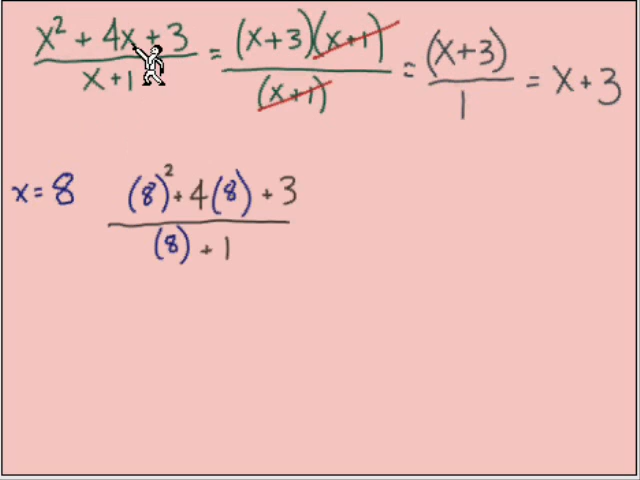 x² + 4x + 3 / x + 1 = (x+3)(x+1) / (x+1) = (x+3) / 1 = x + 3
x = 8 (8)² + 4(8) + 3 / (8) + 1